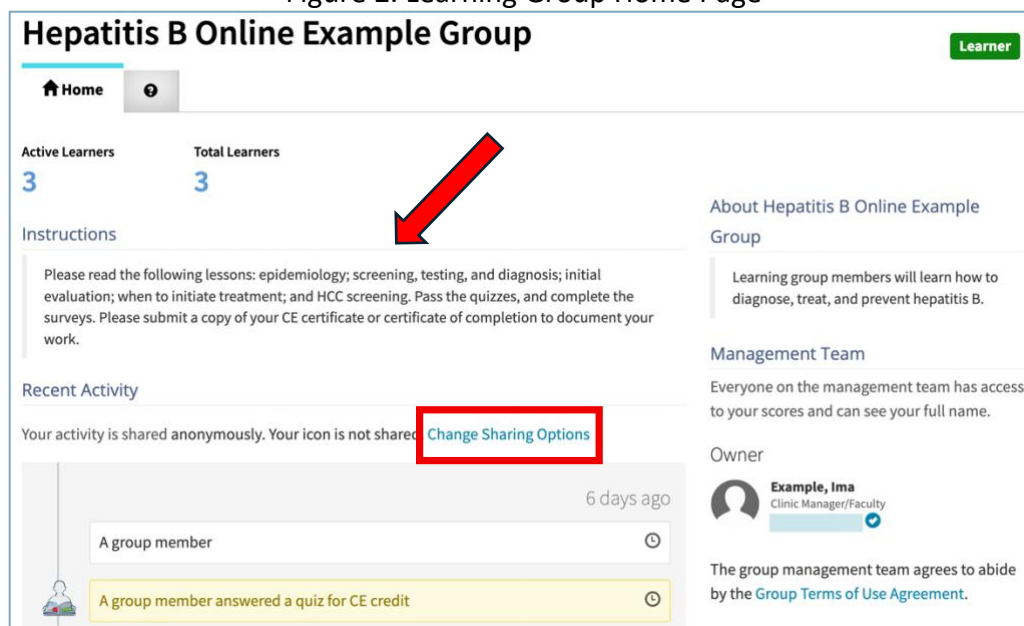 Hepatitis B Online Example Group
Learner
Home
Active Learners
Total Learners
3
3
Instructions
Please read the following lessons: epidemiology; screening, testing, and diagnosis; initial
evaluation; when to initiate treatment; and HCC screening. Pass the quizzes, and complete the
surveys. Please submit a copy of your CE certificate or certificate of completion to document your
work.
Recent Activity
Your activity is shared anonymously. Your icon is not shared Change Sharing Options
6 days ago
A group member
A group member answered a quiz for CE credit
About Hepatitis B Online Example
Group
Learning group members will learn how to
diagnose, treat, and prevent hepatitis B.
Management Team
Everyone on the management team has access
to your scores and can see your full name.
Owner
Example, Ima
Clinic Manager/Faculty
The group management team agrees to abide
by the Group Terms of Use Agreement.